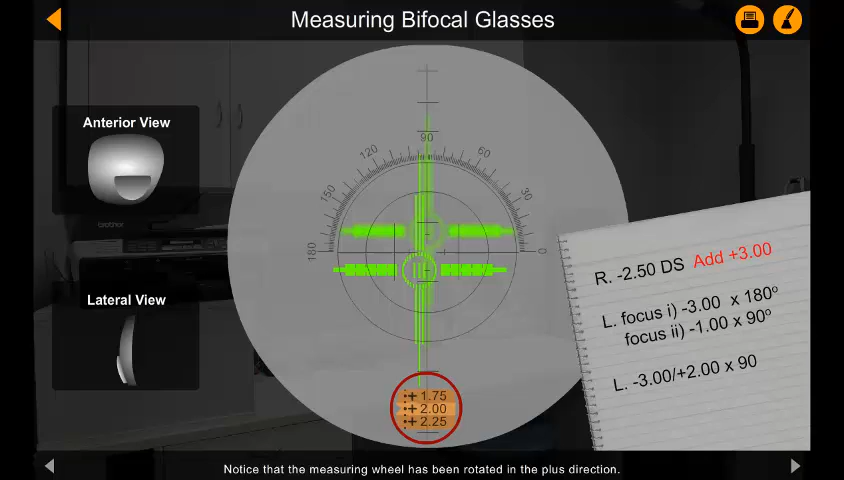 Measuring Bifocal Glasses
Anterior View
Lateral View
brother
180
150
120
90
60
30
0
+ 1.75
+ 2.00
+ 2.25
R. -2.50 DS Add +3.00
L. focus i) -3.00 x 180°
focus ii) -1.00 x 90°
L. -3.00/+2.00 x 90
Notice that the measuring wheel has been rotated in the plus direction.